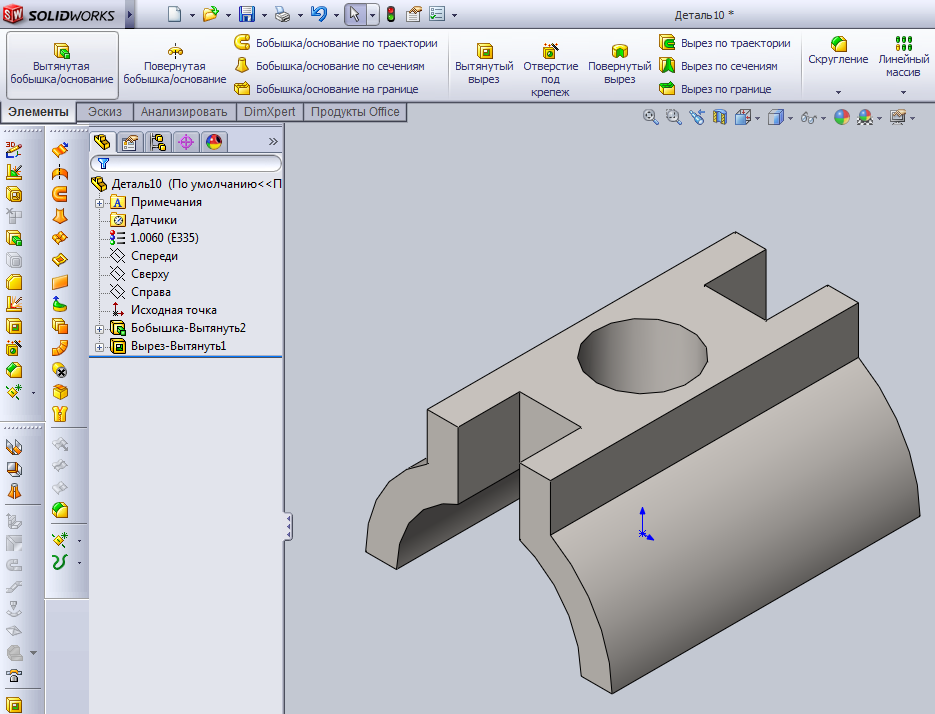 SW SOLIDWORKS
Деталь10 *
Вытянутая
бобышка/основание
Повернутая
бобышка/основание
Бобышка/основание по траектории
Бобышка/основание по сечениям
Бобышка/основание на границе
Вытянутый
вырез
Отверстие
под
крепеж
Повернутый
вырез
Вырез по траектории
Вырез по сечениям
Вырез по границе
Скругление
Линейный
массив
Элементы
Эскиз
Анализировать
DimXpert
Продукты Office
3D
»
Деталь10 (По умолчанию<<П
A Примечания
Датчики
1.0060 (E335)
Спереди
Сверху
Справа
Исходная точка
Бобышка-Вытянуть2
Вырез-Вытянуть1